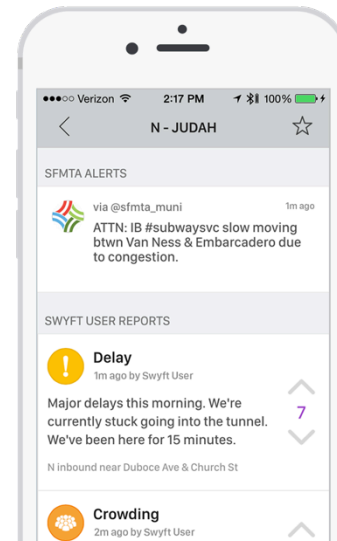 Verizon 2:17 PM 100%
N - JUDAH
SFMTA ALERTS
via @sfmta_muni 1m ago
ATTN: IB #subwaysvc slow moving
btwn Van Ness & Embarcadero due
to congestion.
SWYFT USER REPORTS
Delay
1m ago by Swyft User
Major delays this morning. We're
currently stuck going into the tunnel.
We've been here for 15 minutes.
7
N inbound near Duboce Ave & Church St
Crowding
2m ago by Swyft User